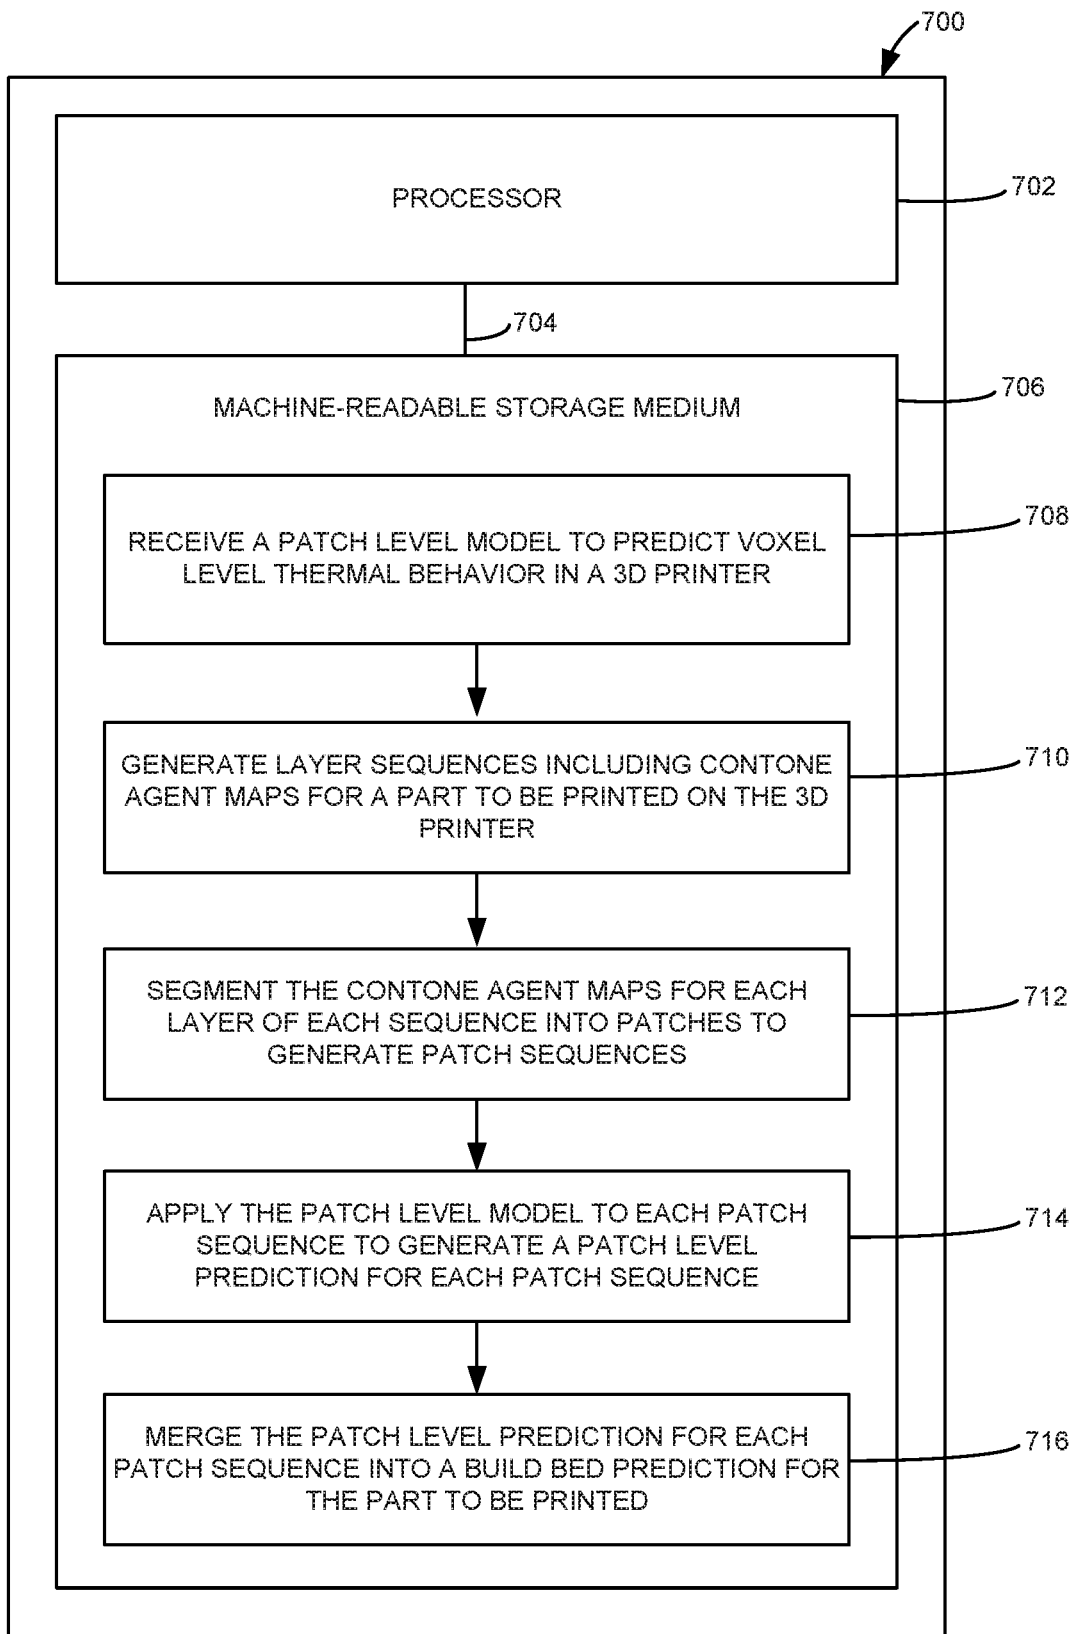 700
PROCESSOR
702
704
MACHINE-READABLE STORAGE MEDIUM
706
RECEIVE A PATCH LEVEL MODEL TO PREDICT VOXEL
LEVEL THERMAL BEHAVIOR IN A 3D PRINTER
708
GENERATE LAYER SEQUENCES INCLUDING CONTONE
AGENT MAPS FOR A PART TO BE PRINTED ON THE 3D
PRINTER
710
SEGMENT THE CONTONE AGENT MAPS FOR EACH
LAYER OF EACH SEQUENCE INTO PATCHES TO
GENERATE PATCH SEQUENCES
712
APPLY THE PATCH LEVEL MODEL TO EACH PATCH
SEQUENCE TO GENERATE A PATCH LEVEL
PREDICTION FOR EACH PATCH SEQUENCE
714
MERGE THE PATCH LEVEL PREDICTION FOR EACH
PATCH SEQUENCE INTO A BUILD BED PREDICTION FOR
THE PART TO BE PRINTED
716